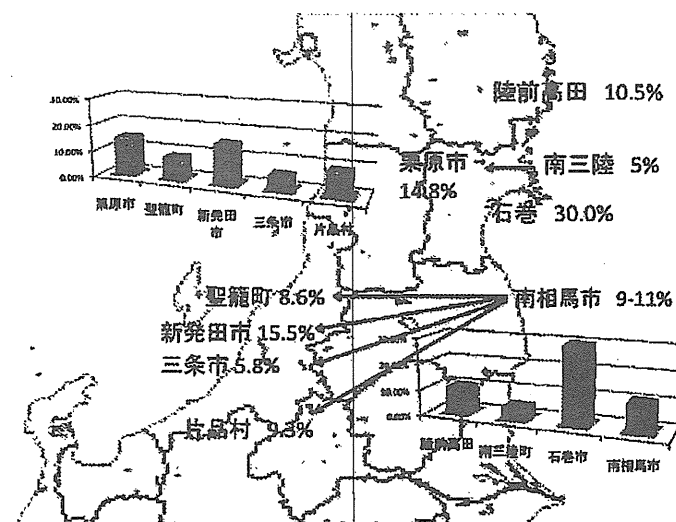 陸前高田 10.5%
30.00%
20.00%
10.00%
0.00%
栗原市
聖籠町
新発田
市
三条市
片品村
栗原市
14.8%
南三陸 5%
石巻 30.0%
聖籠町 8.6%
南相馬市 9-11%
新発田市 15.5%
三条市 5.8%
片品村 9.3%
10.00%
0.00%
陸前高田
南三陸町
石巻市
南相馬市